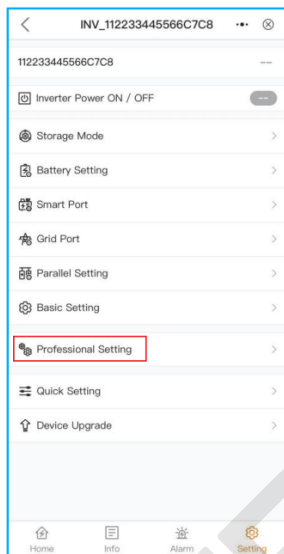 INV_112233445566C7C8
112233445566C7C8 --
Inverter Power ON / OFF --
Storage Mode
Battery Setting
Smart Port
Grid Port
Parallel Setting
Basic Setting
Professional Setting
Quick Setting
Device Upgrade
Home Info Alarm Setting